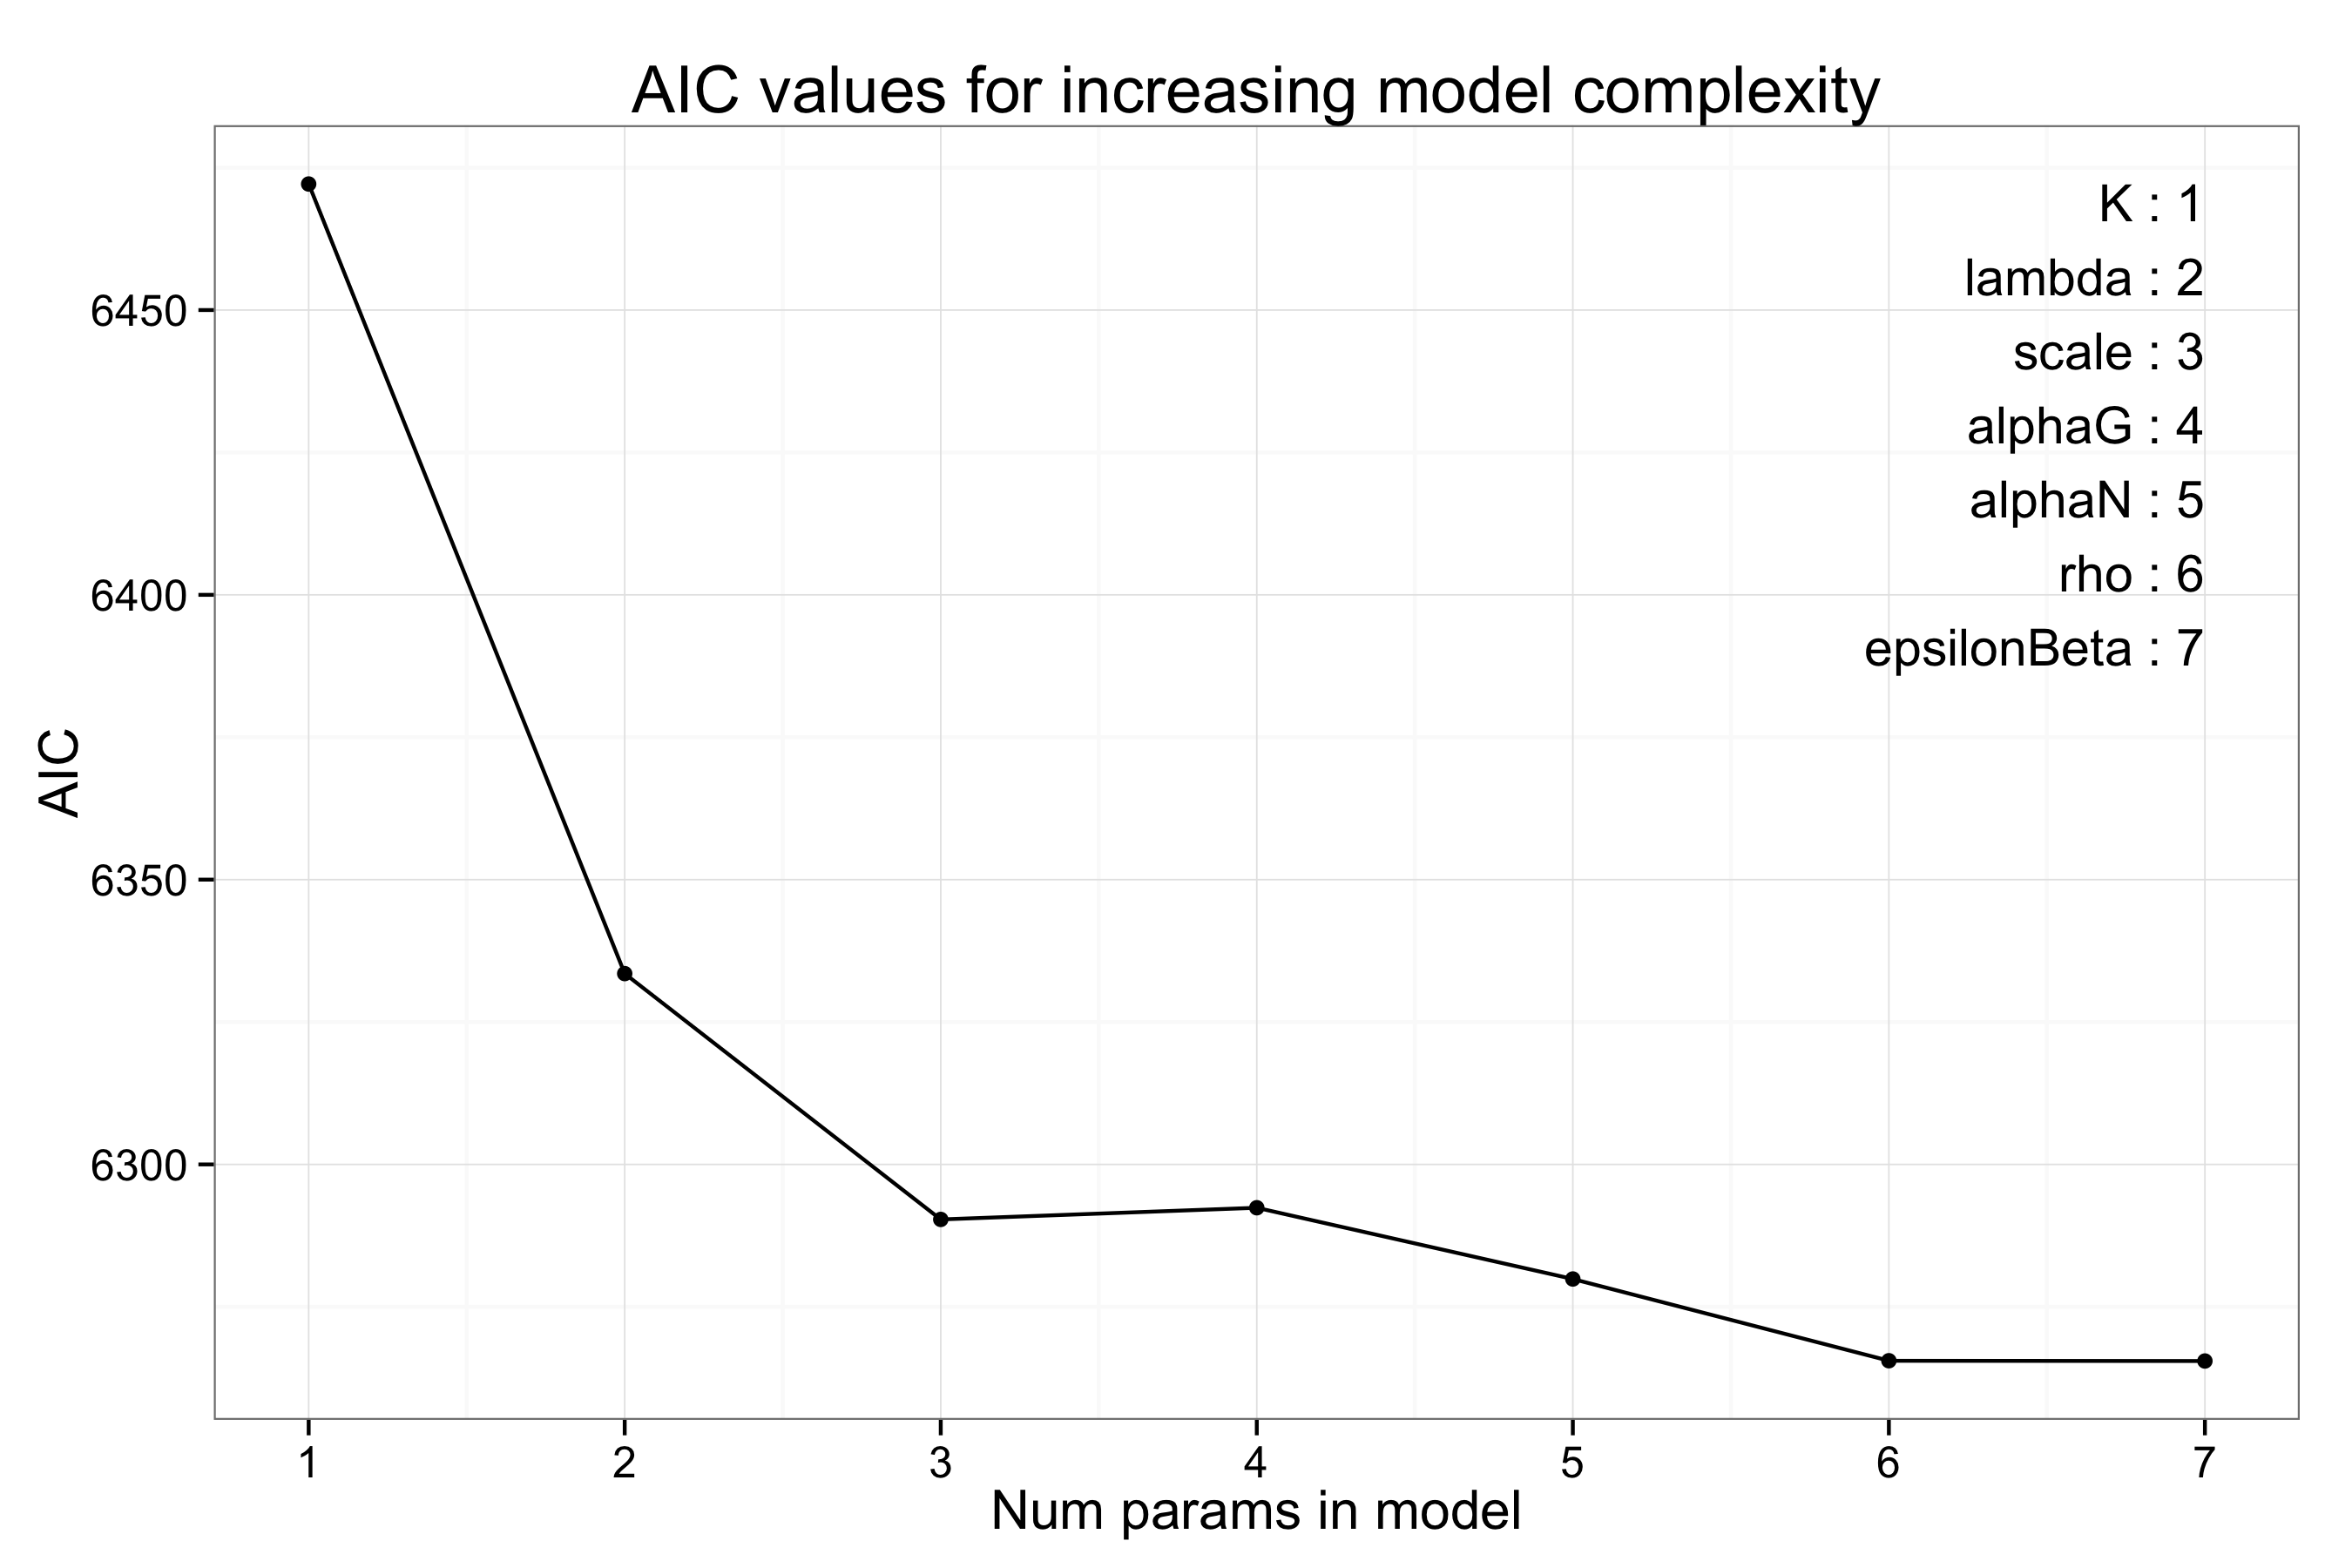 AIC values for increasing model complexity
K : 1
lambda : 2
scale : 3
alphaG : 4
alphaN : 5
rho : 6
epsilonBeta : 7
AIC
6450
6400
6350
6300
1 2 3 4 5 6 7
Num params in model